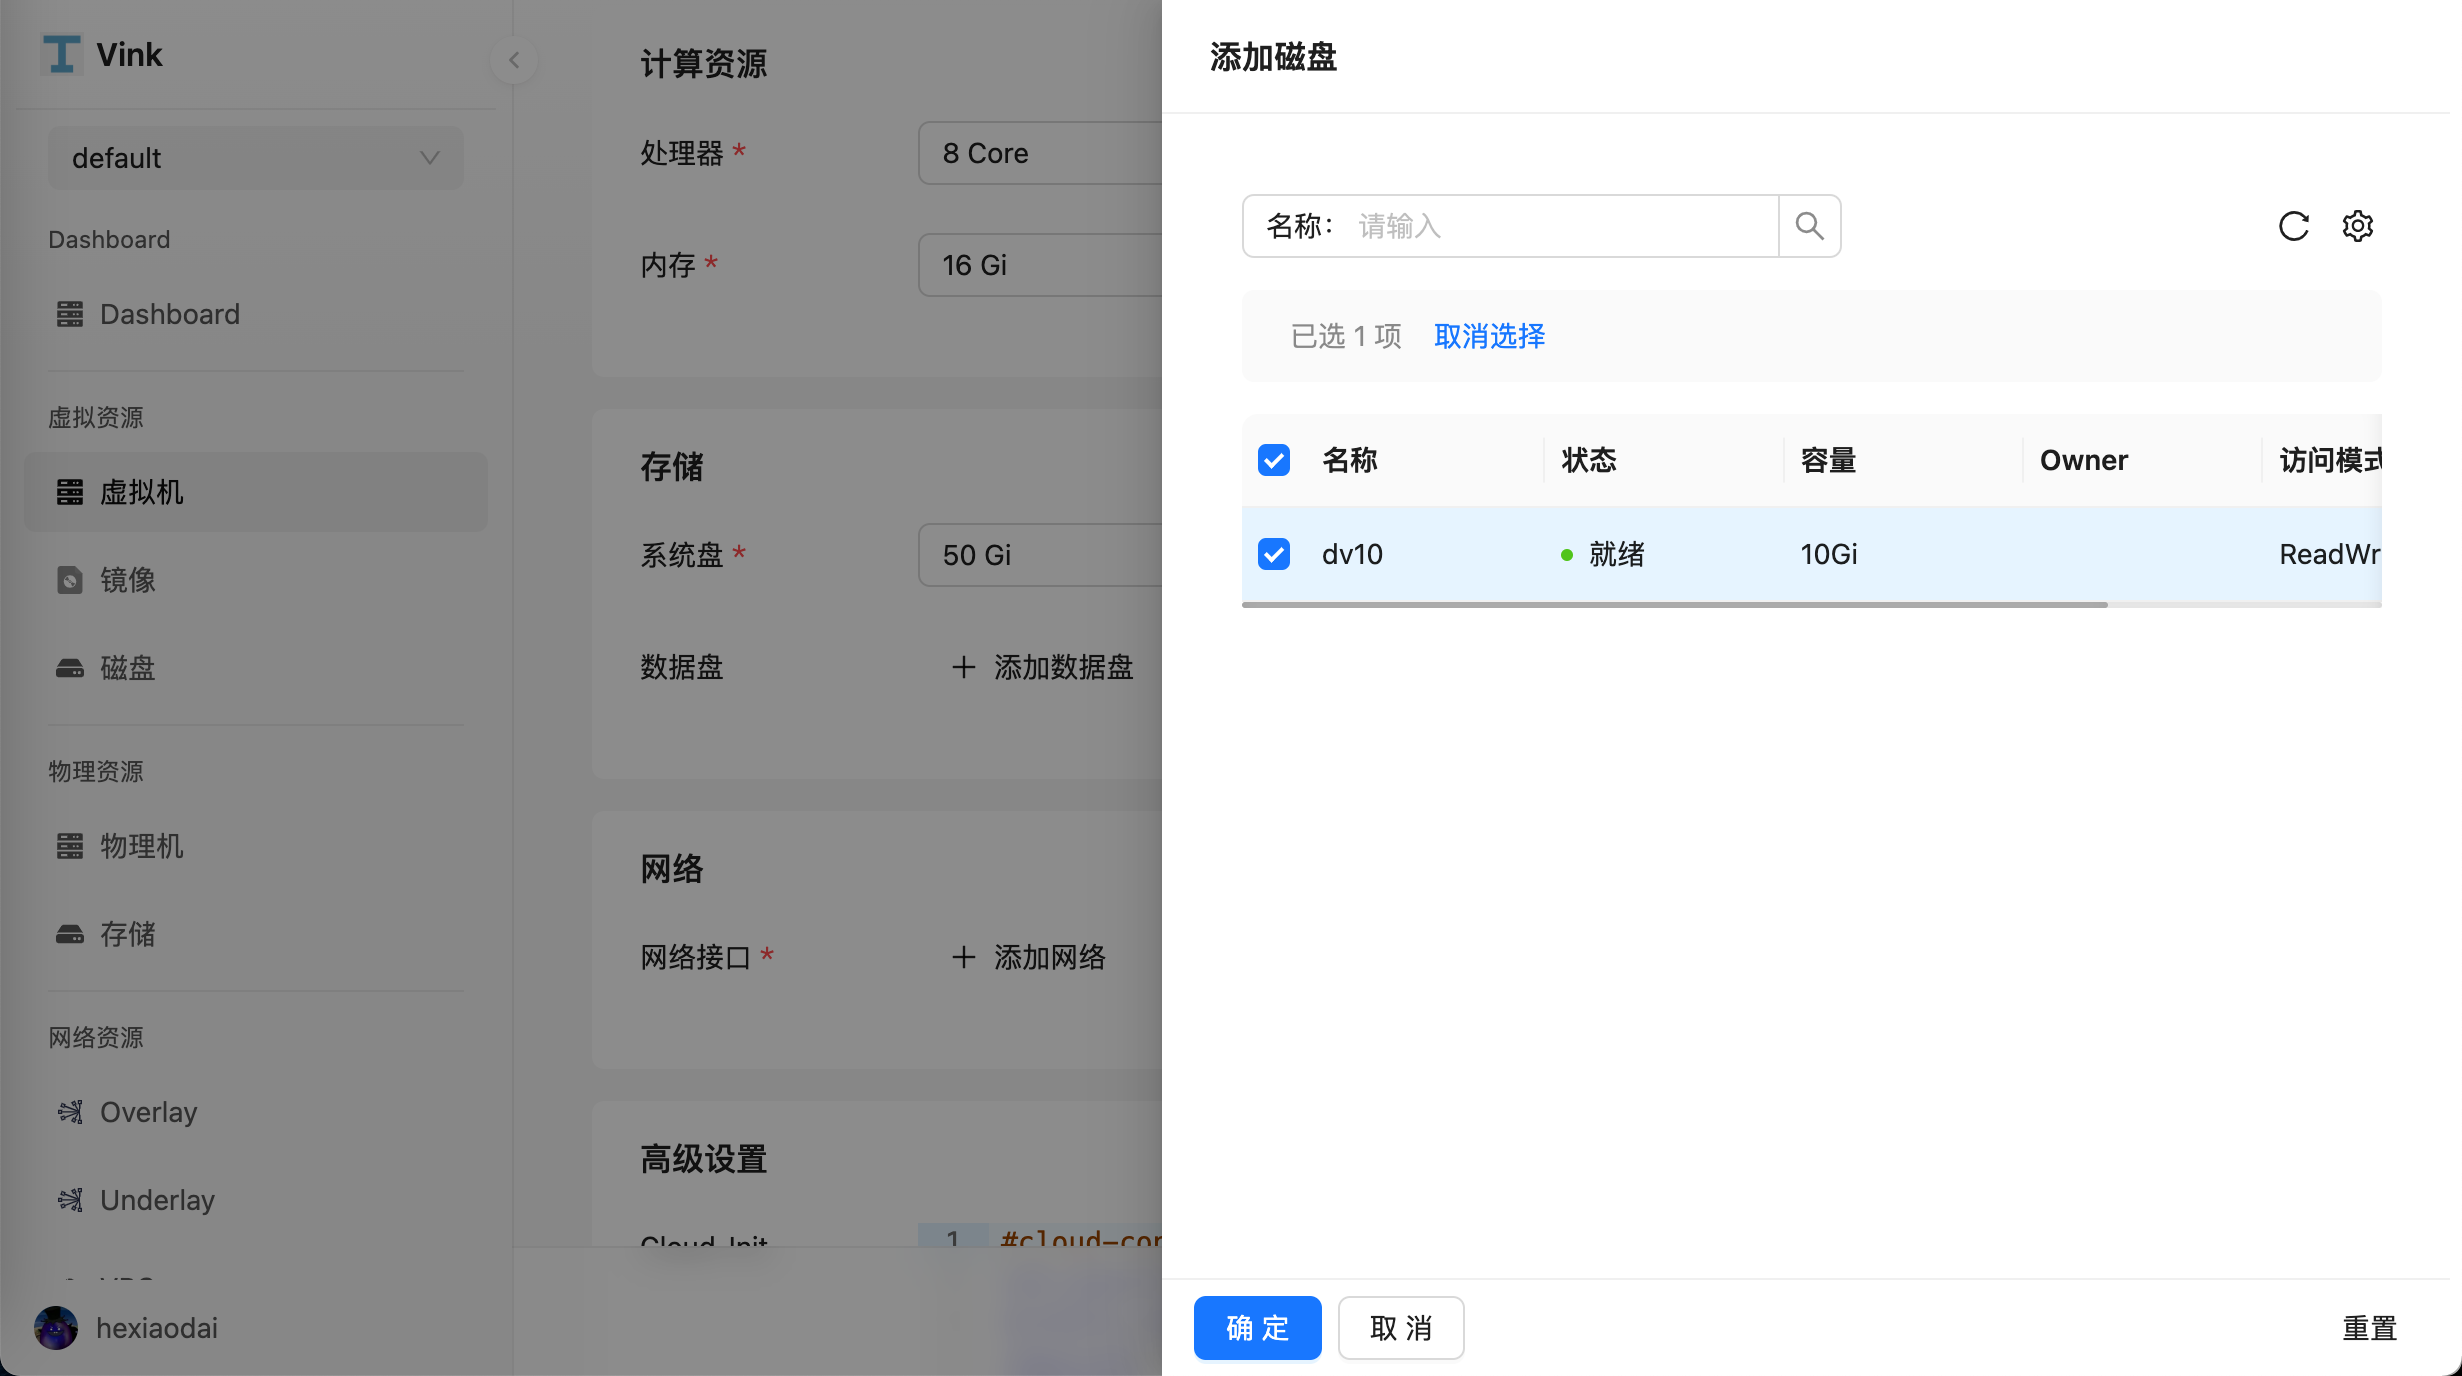 Vink
default
Dashboard
Dashboard
虚拟资源
虚拟机
镜像
磁盘
物理资源
物理机
存储
网络资源
Overlay
Underlay
hexiaodai
计算资源
处理器 *
8 Core
内存 *
16 Gi
存储
系统盘 *
50 Gi
数据盘
添加数据盘
网络
网络接口 *
添加网络
高级设置
Cloud-Init
1 #cloud-con
添加磁盘
名称： 请输入
已选 1 项 取消选择
名称 状态 容量 Owner 访问模式
dv10 就绪 10Gi ReadWr
确 定 取 消 重置